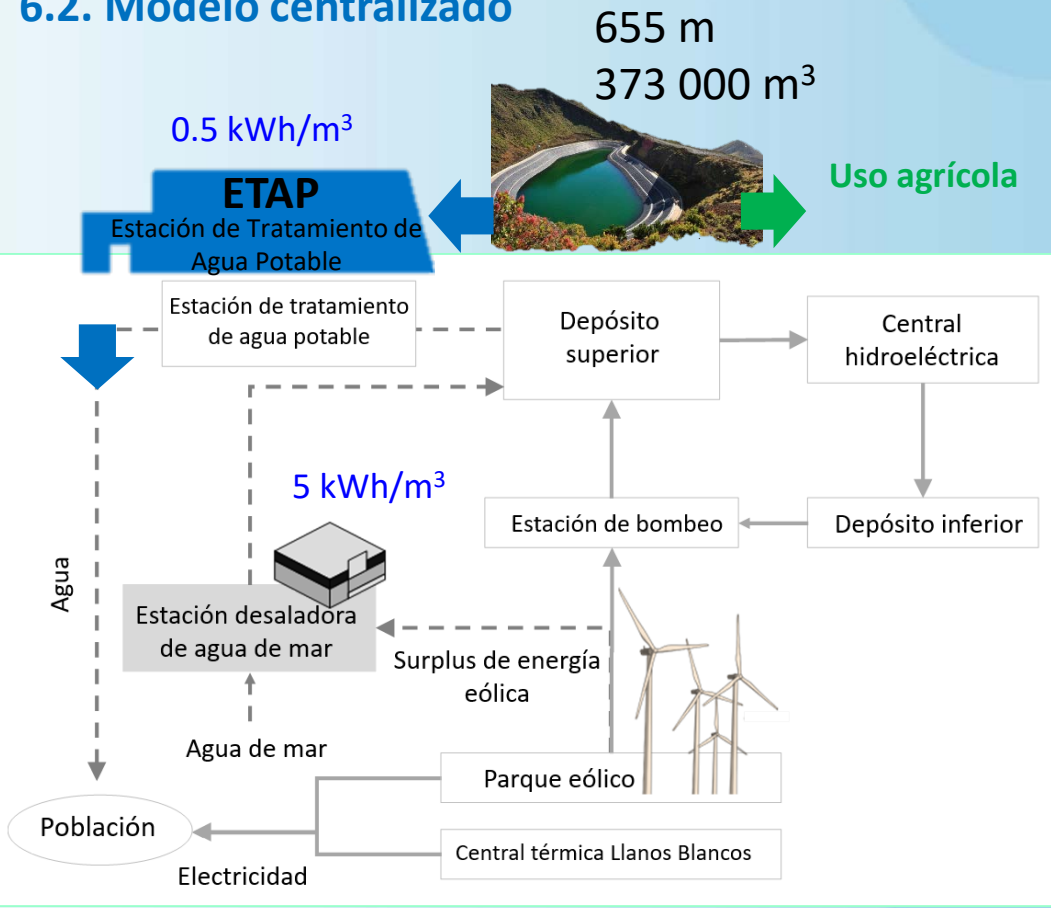 6.2. Modelo centralizado
655 m
373 000 m³
0.5 kWh/m³
Uso agrícola
ETAP
Estación de Tratamiento de
Agua Potable
Estación de tratamiento
de agua potable
Depósito
superior
Central
hidroeléctrica
5 kWh/m³
Estación de bombeo
Depósito inferior
Agua
Estación desaladora
de agua de mar
Surplus de energía
eólica
Agua de mar
Parque eólico
Población
Central térmica Llanos Blancos
Electricidad